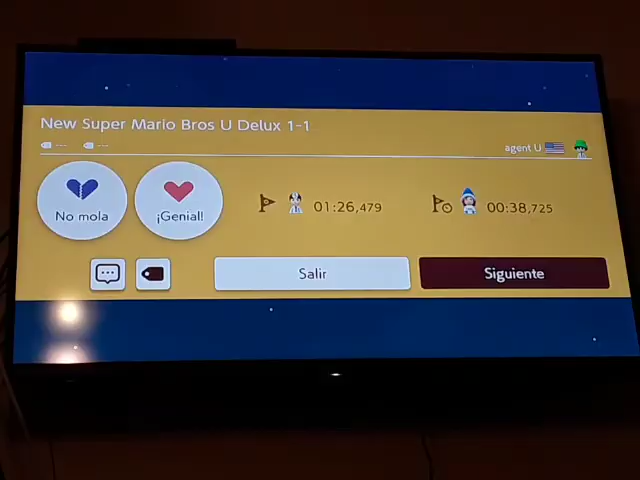 New Super Mario Bros U Delux 1-1
--- ---
agent U
No mola
¡Genial!
01:26,479
00:38,725
Salir
Siguiente